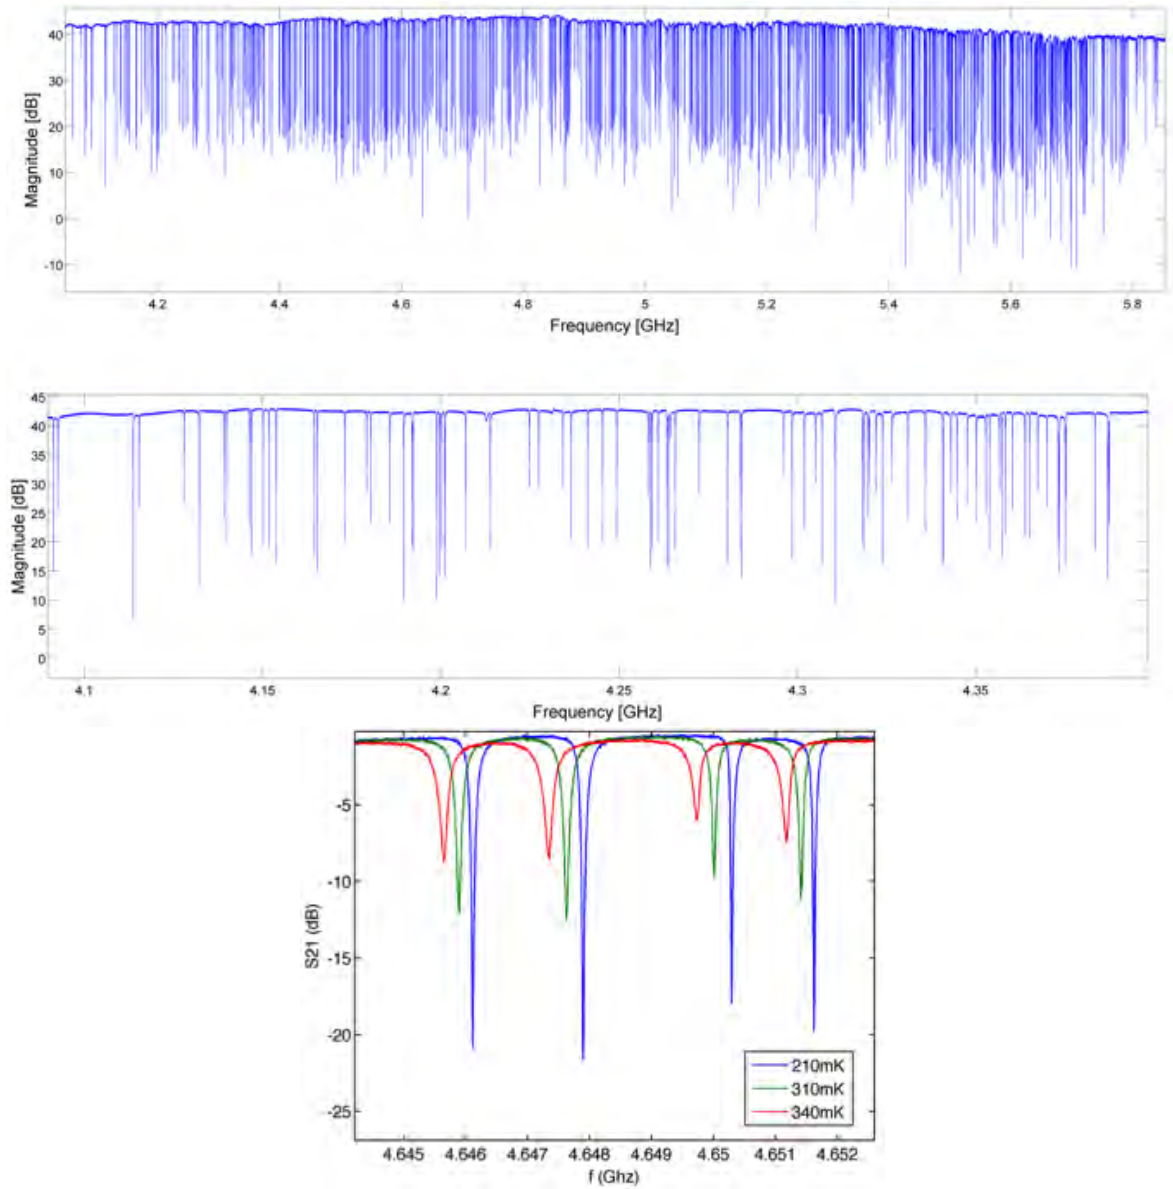 40
30
20
10
0
-10
Magnitude [dB]
4.2 4.4 4.6 4.8 5 5.2 5.4 5.6 5.8
Frequency [GHz]
45
40
35
30
25
20
15
10
5
0
Magnitude [dB]
4.1 4.15 4.2 4.25 4.3 4.35
Frequency [GHz]
-5
-10
-15
-20
-25
S21 (dB)
210mK
310mK
340mK
4.645 4.646 4.647 4.648 4.649 4.65 4.651 4.652
f (Ghz)